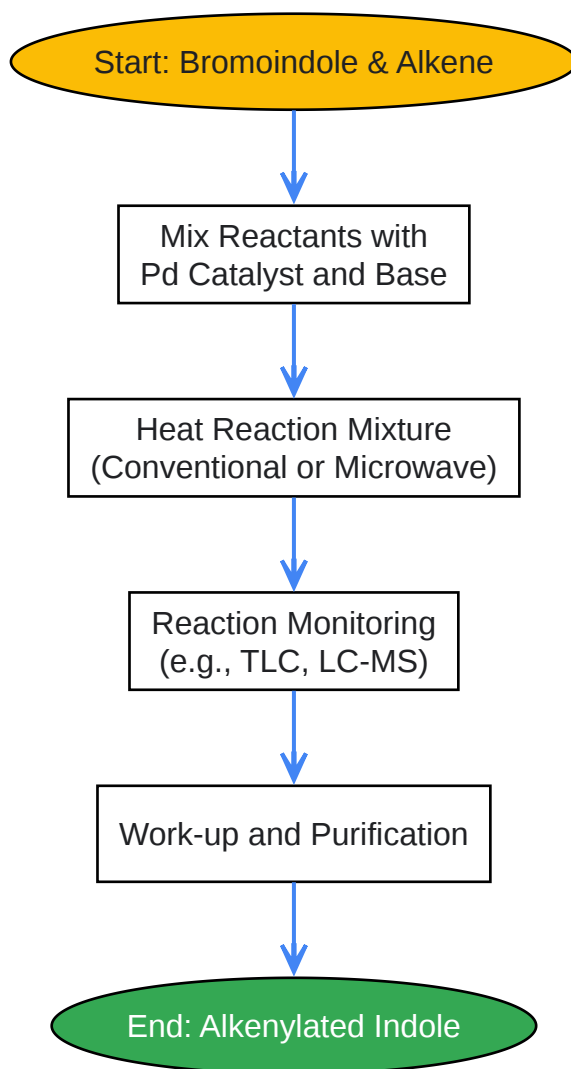 Start: Bromoindole & Alkene
Mix Reactants with
Pd Catalyst and Base
Heat Reaction Mixture
(Conventional or Microwave)
Reaction Monitoring
(e.g., TLC, LC-MS)
Work-up and Purification
End: Alkenylated Indole